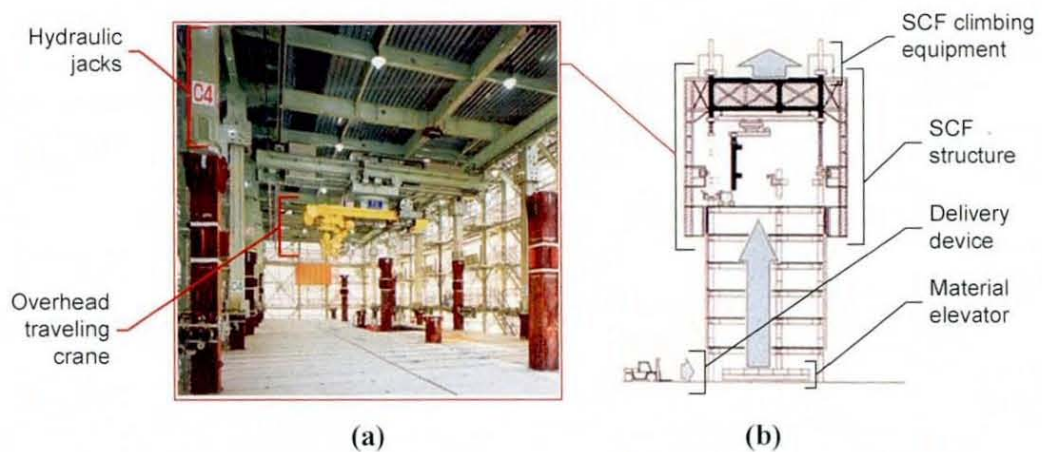 Hydraulic
jacks
C4
Overhead
traveling
crane
SCF climbing
equipment
SCF
structure
Delivery
device
Material
elevator
(a)
(b)